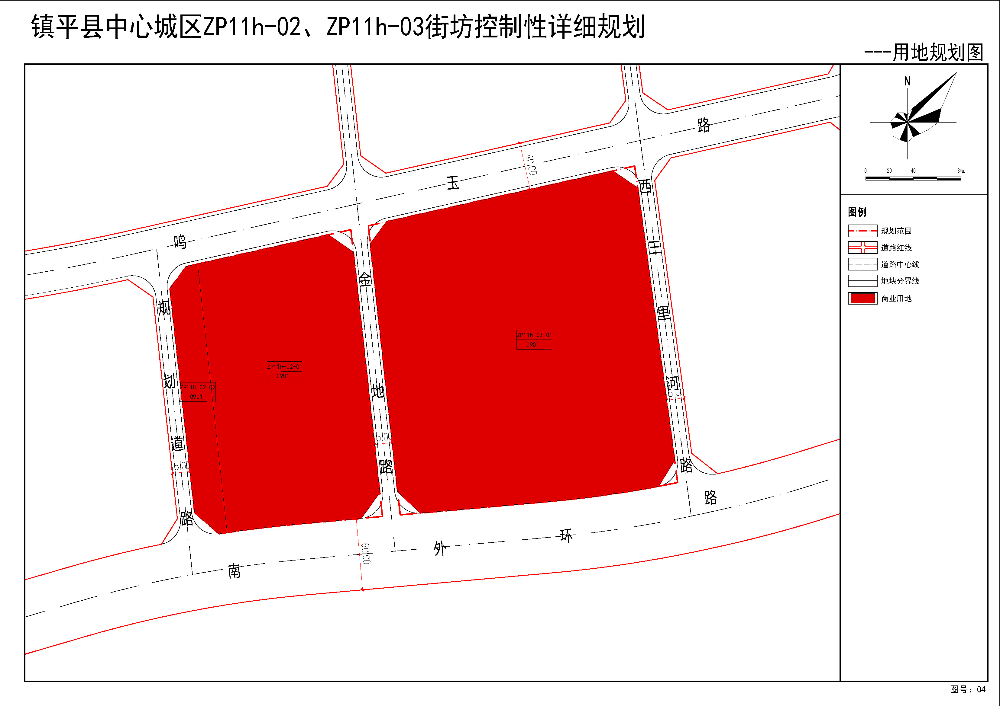 镇平县中心城区ZP11h-02、ZP11h-03街坊控制性详细规划
---用地规划图
N
0 20 40 80m
图例
规划范围
道路红线
道路中心线
地块分界线
商业用地
鸣玉路
40.00
规划道路
15.00
金地路
15.00
西三里河路
15.00
南外环路
60.00
ZP11h-03-01
0901
ZP11h-02-01
0901
ZP11h-02-02
0901
图号：04